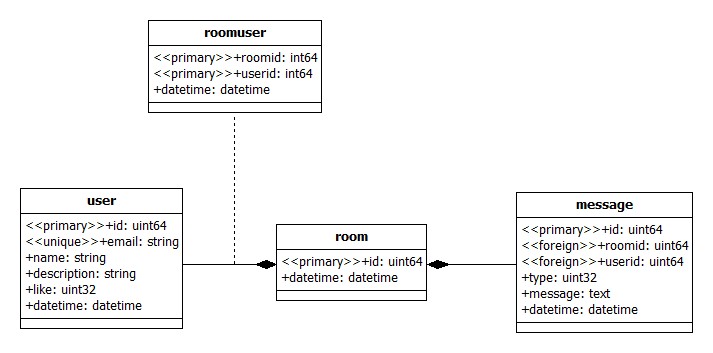 roomuser
<<primary>>+roomid: int64
<<primary>>+userid: int64
+datetime: datetime
user
<<primary>>+id: uint64
<<unique>>+email: string
+name: string
+description: string
+like: uint32
+datetime: datetime
room
<<primary>>+id: uint64
+datetime: datetime
message
<<primary>>+id: uint64
<<foreign>>+roomid: uint64
<<foreign>>+userid: uint64
+type: uint32
+message: text
+datetime: datetime